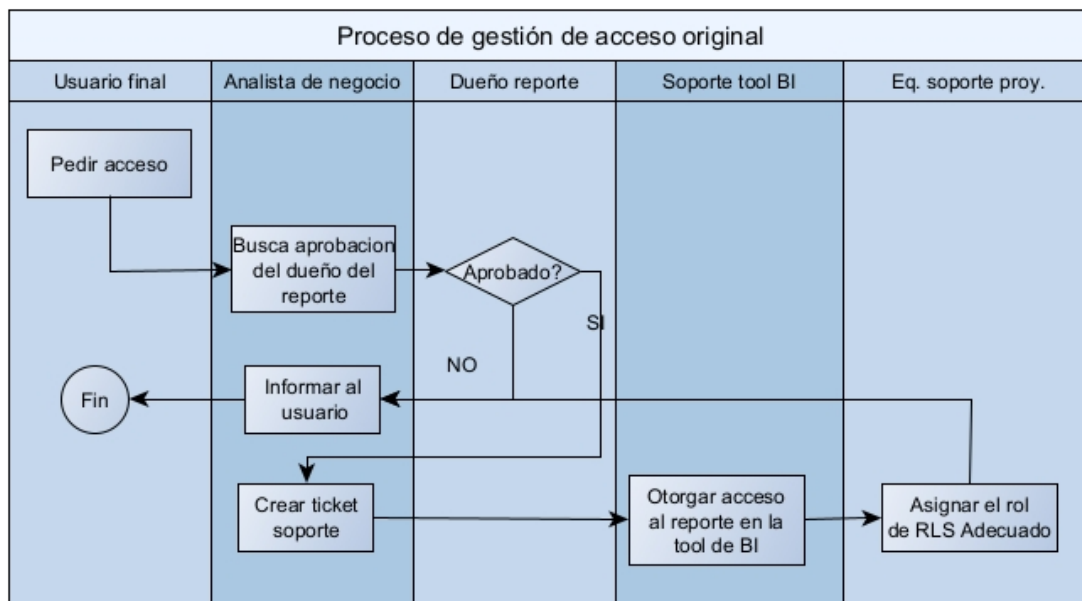 Proceso de gestión de acceso original
Usuario final
Analista de negocio
Dueño reporte
Soporte tool BI
Eq. soporte proy.
Pedir acceso
Busca aprobacion
del dueño del
reporte
Aprobado?
SI
NO
Informar al
usuario
Fin
Crear ticket
soporte
Otorgar acceso
al reporte en la
tool de BI
Asignar el rol
de RLS Adecuado